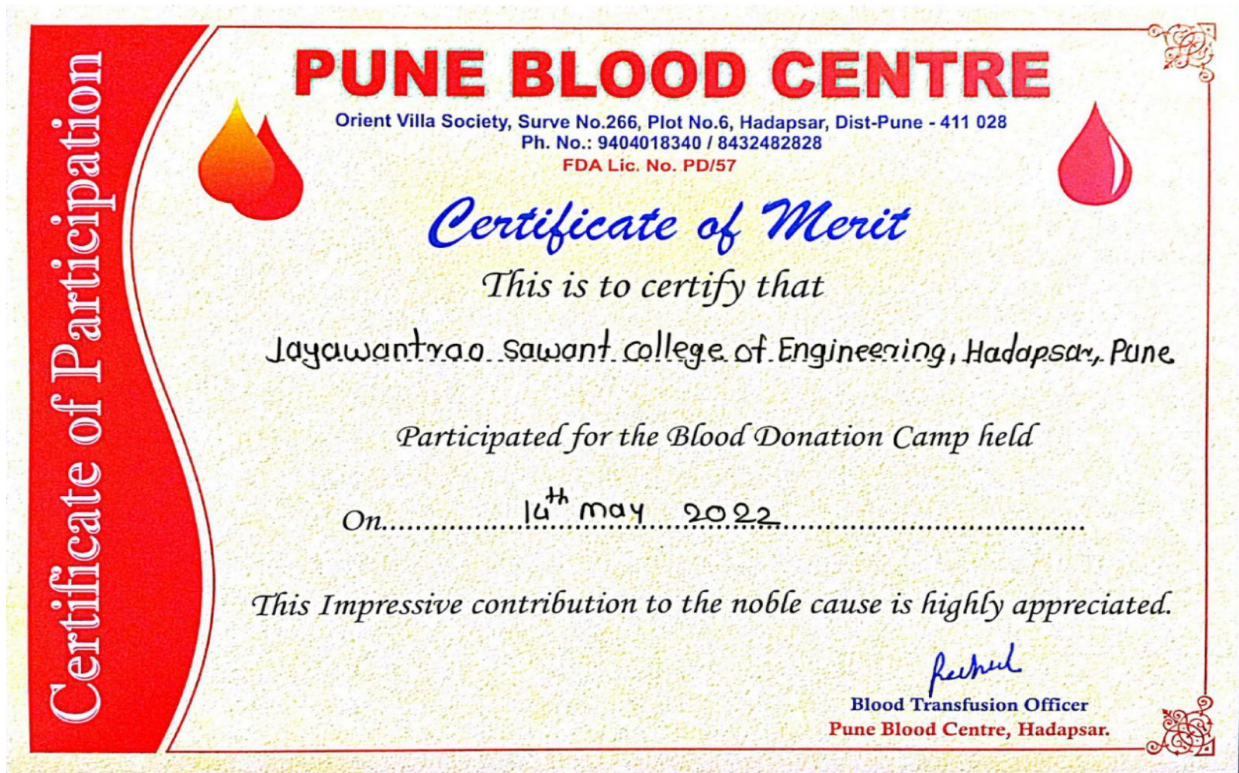 Certificate of Participation
PUNE BLOOD CENTRE
Orient Villa Society, Surve No.266, Plot No.6, Hadapsar, Dist-Pune - 411 028
Ph. No.: 9404018340 / 8432482828
FDA Lic. No. PD/57
Certificate of Merit
This is to certify that
Jayawantrao Sawant college of Engineering, Hadapsar, Pune
Participated for the Blood Donation Camp held
On 14th may 2022
This Impressive contribution to the noble cause is highly appreciated.
Blood Transfusion Officer
Pune Blood Centre, Hadapsar.